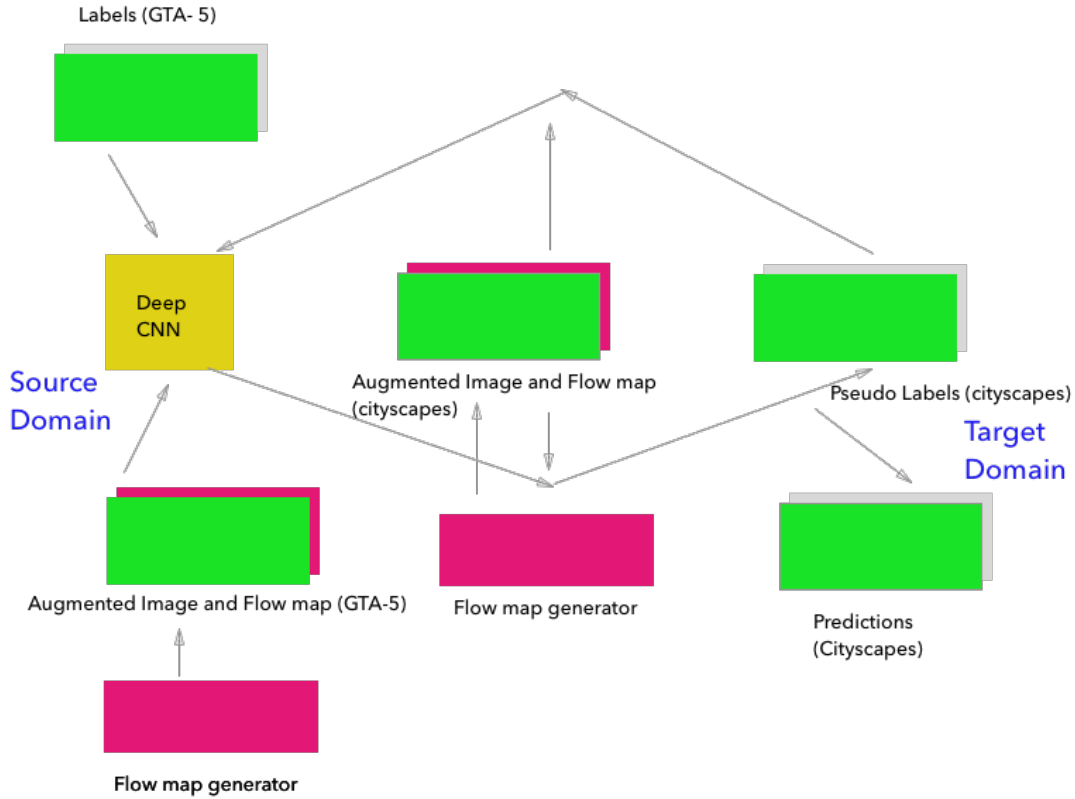 Labels (GTA- 5)
Deep
CNN
Source
Domain
Augmented Image and Flow map
(cityscapes)
Pseudo Labels (cityscapes)
Target
Domain
Augmented Image and Flow map (GTA-5)
Flow map generator
Predictions
(Cityscapes)
Flow map generator